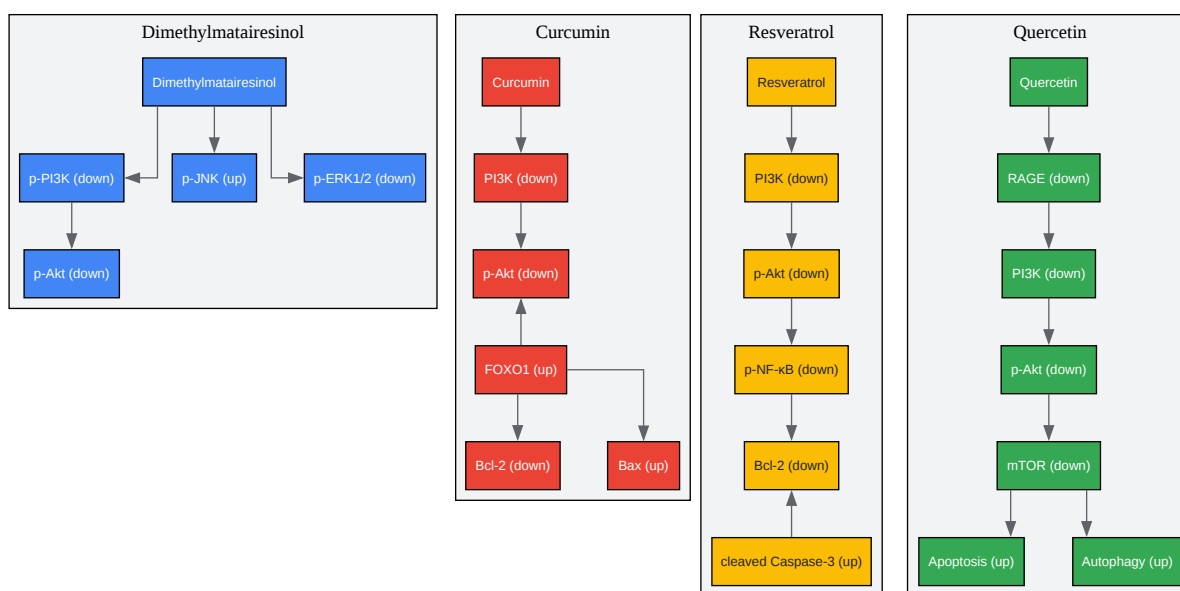 Dimethylmatairesinol
Dimethylmatairesinol
p-PI3K (down)
p-JNK (up)
p-ERK1/2 (down)
p-Akt (down)
Curcumin
Curcumin
PI3K (down)
p-Akt (down)
FOXO1 (up)
Bcl-2 (down)
Bax (up)
Resveratrol
Resveratrol
PI3K (down)
p-Akt (down)
p-NF-κB (down)
Bcl-2 (down)
cleaved Caspase-3 (up)
Quercetin
Quercetin
RAGE (down)
PI3K (down)
p-Akt (down)
mTOR (down)
Apoptosis (up)
Autophagy (up)